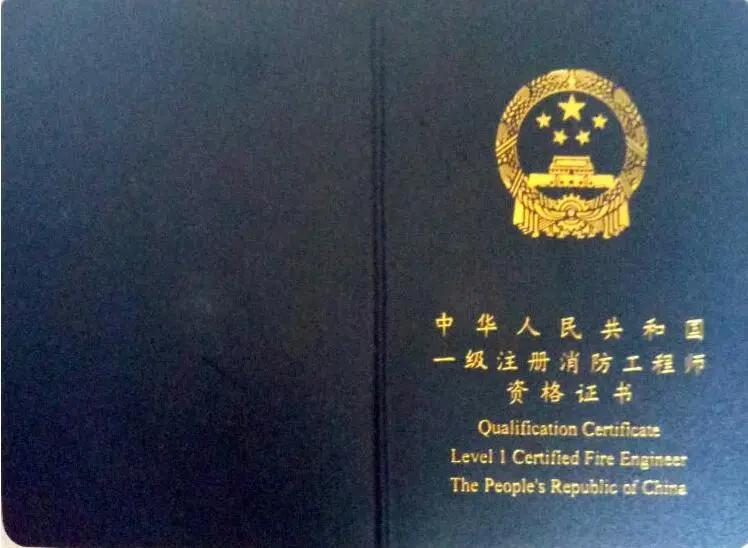 中华人民共和国
一级注册消防工程师
资格证书
Qualification Certificate
Level 1 Certified Fire Engineer
The People's Republic of China